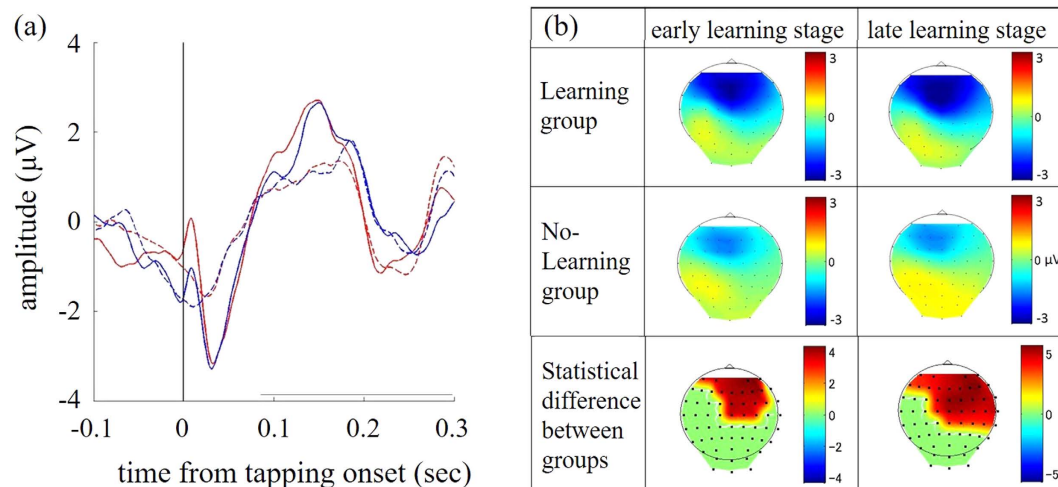 (a)
4
2
0
-2
-4
amplitude (μV)
-0.1 0 0.1 0.2 0.3
time from tapping onset (sec)
(b)
early learning stage late learning stage
Learning
group
3
0
-3
3
0
-3
No-
Learning
group
3
0
-3
3
0 μV
-3
Statistical
difference
between
groups
4
2
0
-2
-4
5
0
-5